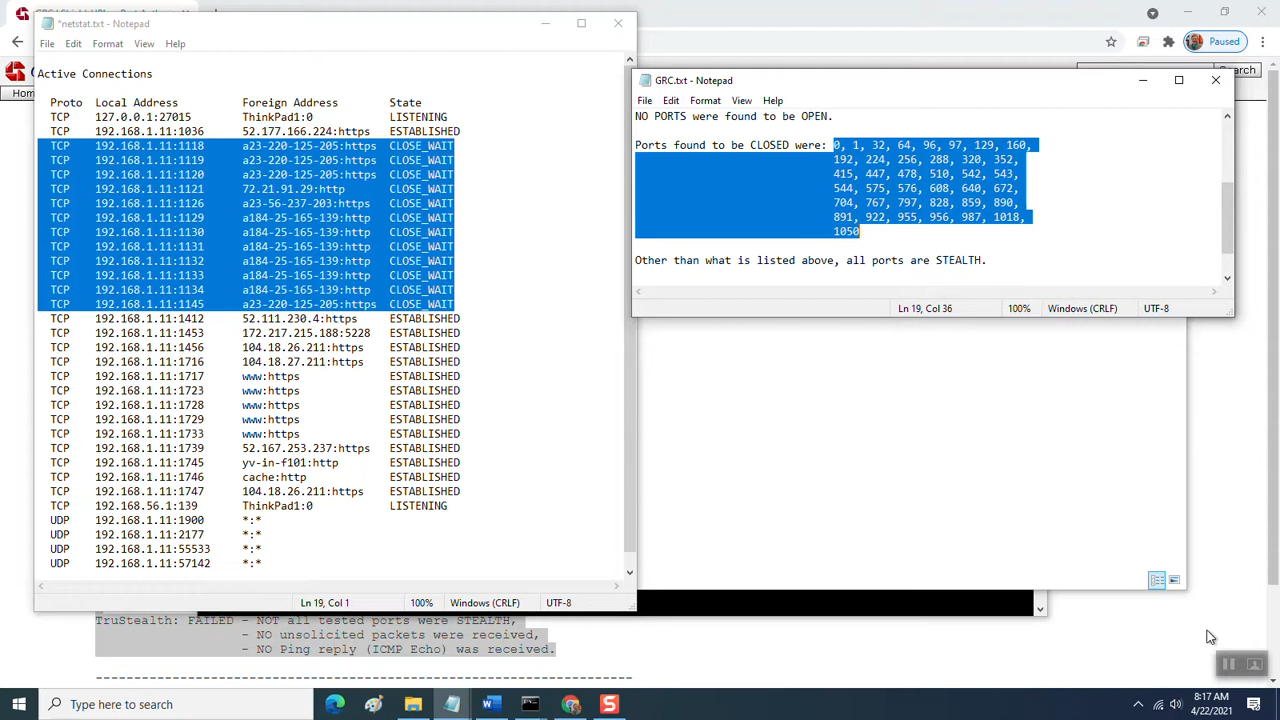 *netstat.txt - Notepad
File Edit Format View Help
Active Connections
Proto Local Address Foreign Address State
TCP 127.0.0.1:27015 ThinkPad1:0 LISTENING
TCP 192.168.1.11:1036 52.177.166.224:https ESTABLISHED
TCP 192.168.1.11:1118 a23-220-125-205:https CLOSE_WAIT
TCP 192.168.1.11:1119 a23-220-125-205:https CLOSE_WAIT
TCP 192.168.1.11:1120 a23-220-125-205:https CLOSE_WAIT
TCP 192.168.1.11:1121 72.21.91.29:http CLOSE_WAIT
TCP 192.168.1.11:1126 a23-56-237-203:https CLOSE_WAIT
TCP 192.168.1.11:1129 a184-25-165-139:http CLOSE_WAIT
TCP 192.168.1.11:1130 a184-25-165-139:http CLOSE_WAIT
TCP 192.168.1.11:1131 a184-25-165-139:http CLOSE_WAIT
TCP 192.168.1.11:1132 a184-25-165-139:http CLOSE_WAIT
TCP 192.168.1.11:1133 a184-25-165-139:http CLOSE_WAIT
TCP 192.168.1.11:1134 a184-25-165-139:http CLOSE_WAIT
TCP 192.168.1.11:1145 a23-220-125-205:https CLOSE_WAIT
TCP 192.168.1.11:1412 52.111.230.4:https ESTABLISHED
TCP 192.168.1.11:1453 172.217.215.188:5228 ESTABLISHED
TCP 192.168.1.11:1456 104.18.26.211:https ESTABLISHED
TCP 192.168.1.11:1716 104.18.27.211:https ESTABLISHED
TCP 192.168.1.11:1717 www:https ESTABLISHED
TCP 192.168.1.11:1723 www:https ESTABLISHED
TCP 192.168.1.11:1728 www:https ESTABLISHED
TCP 192.168.1.11:1729 www:https ESTABLISHED
TCP 192.168.1.11:1733 www:https ESTABLISHED
TCP 192.168.1.11:1739 52.167.253.237:https ESTABLISHED
TCP 192.168.1.11:1745 yv-in-f101:http ESTABLISHED
TCP 192.168.1.11:1746 cache:http ESTABLISHED
TCP 192.168.1.11:1747 104.18.26.211:https ESTABLISHED
TCP 192.168.56.1:139 ThinkPad1:0 LISTENING
UDP 192.168.1.11:1900 *:*
UDP 192.168.1.11:2177 *:*
UDP 192.168.1.11:55533 *:*
UDP 192.168.1.11:57142 *:*
Ln 19, Col 1 100% Windows (CRLF) UTF-8
Paused
GRC.txt - Notepad
File Edit Format View Help
NO PORTS were found to be OPEN.
Ports found to be CLOSED were: 0, 1, 32, 64, 96, 97, 129, 160,
192, 224, 256, 288, 320, 352,
415, 447, 478, 510, 542, 543,
544, 575, 576, 608, 640, 672,
704, 767, 797, 828, 859, 890,
891, 922, 955, 956, 987, 1018,
1050
Other than what is listed above, all ports are STEALTH.
Ln 19, Col 36 100% Windows (CRLF) UTF-8
TruStealth: FAILED - NOT all tested ports were STEALTH,
- NO unsolicited packets were received,
- NO Ping reply (ICMP Echo) was received.
----------------------------------------------------------------------
Type here to search
8:17 AM
4/22/2021